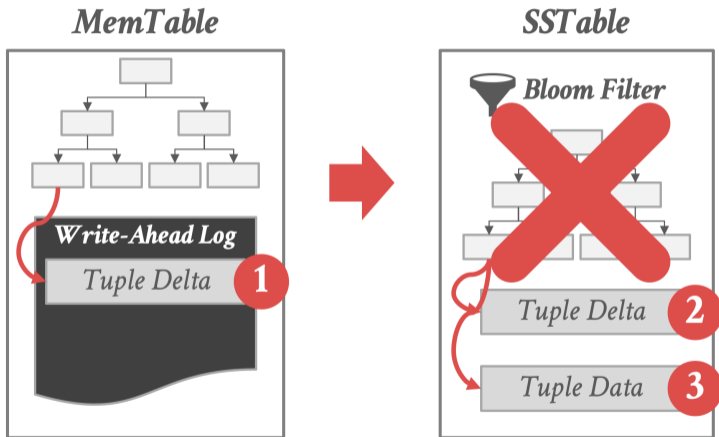 MemTable
SSTable
Bloom Filter
Write-Ahead Log
Tuple Delta 1
Tuple Delta 2
Tuple Data 3